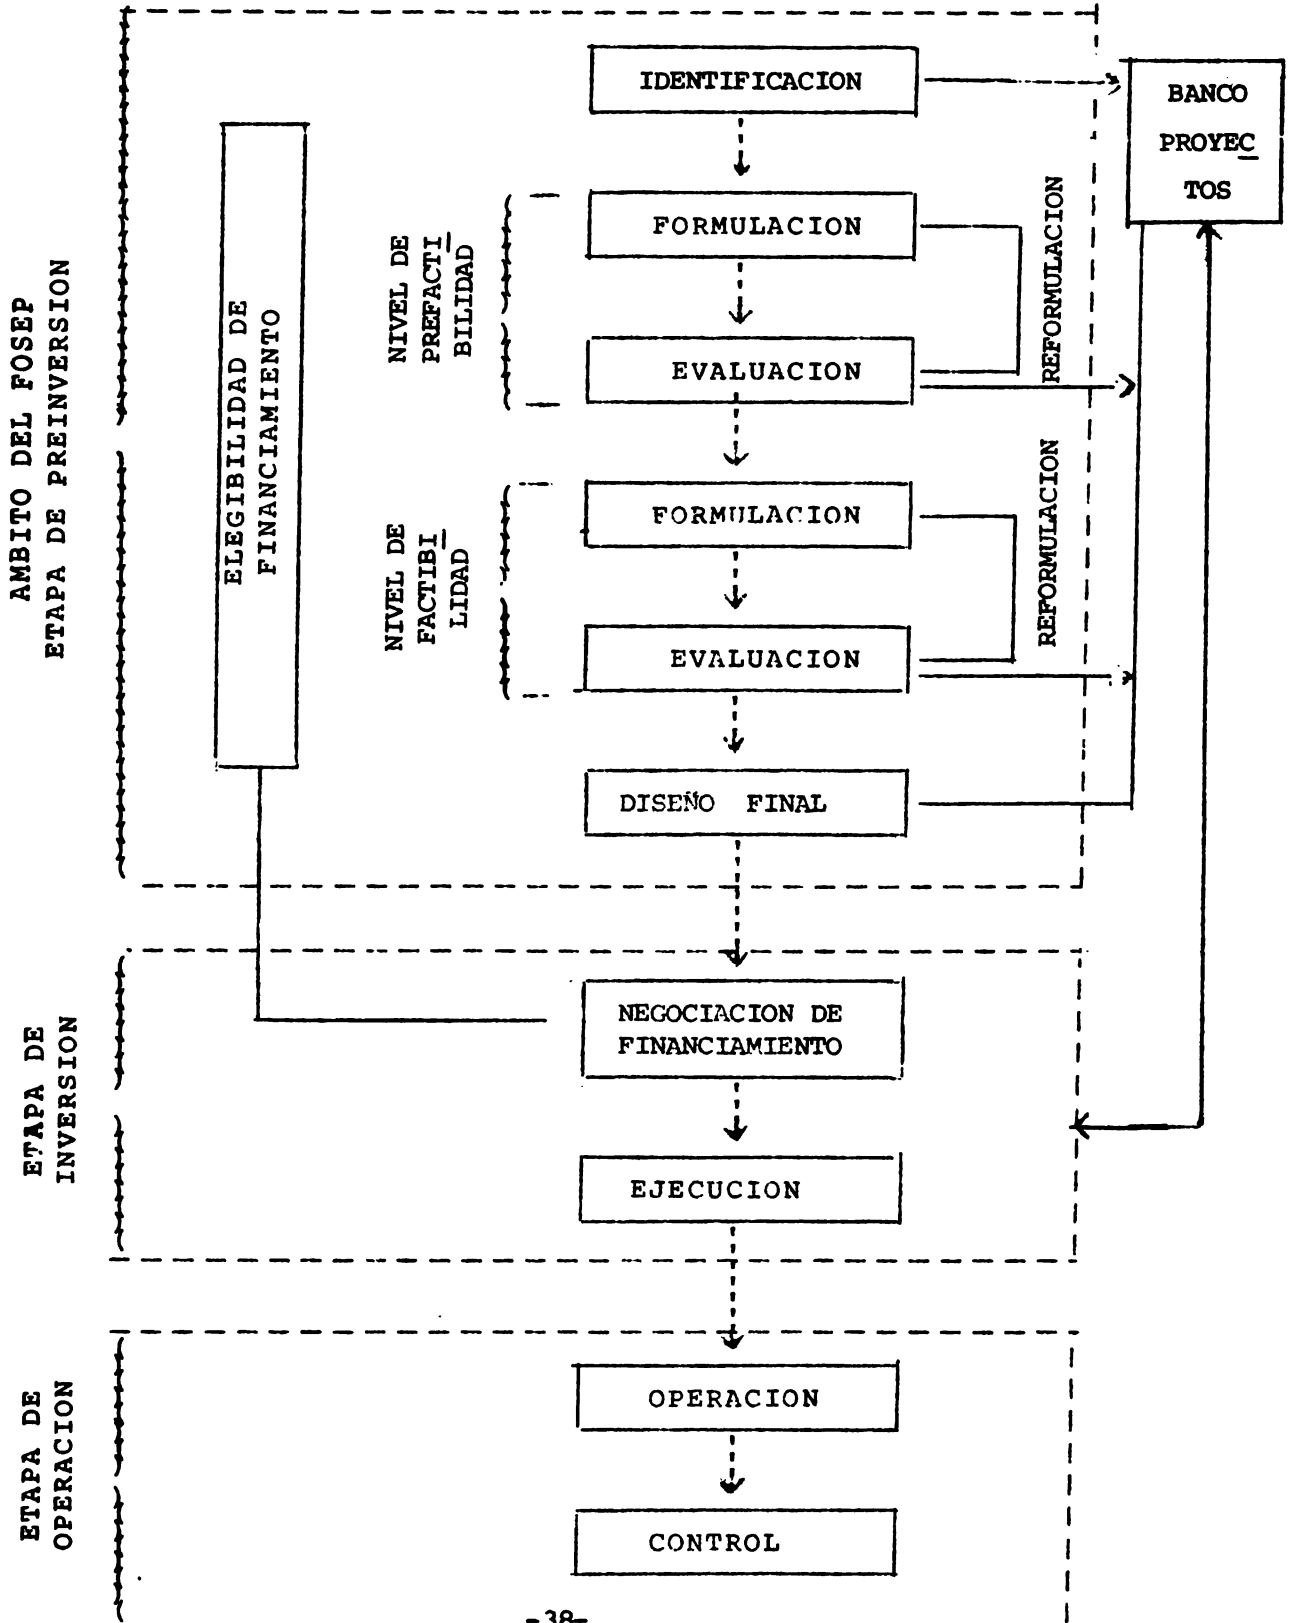 AMBITO DEL FOSEP
ETAPA DE PREINVERSION
ELEGIBILIDAD DE
FINANCIAMIENTO
IDENTIFICACION
BANCO
PROYEC
TOS
NIVEL DE
PREFACTI
BILIDAD
FORMULACION
EVALUACION
REFORMULACION
NIVEL DE
FACTIBI
LIDAD
FORMULACION
EVALUACION
REFORMULACION
DISEÑO FINAL
ETAPA DE
INVERSION
NEGOCIACION DE
FINANCIAMIENTO
EJECUCION
ETAPA DE
OPERACION
OPERACION
CONTROL
-38-